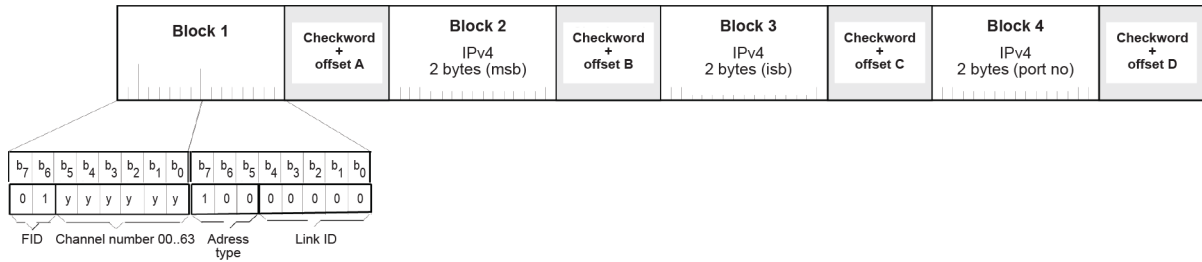 Block 1
Checkword
+
offset A
Block 2
IPv4
2 bytes (msb)
Checkword
+
offset B
Block 3
IPv4
2 bytes (isb)
Checkword
+
offset C
Block 4
IPv4
2 bytes (port no)
Checkword
+
offset D
b7 b6 b5 b4 b3 b2 b1 b0 b7 b6 b5 b4 b3 b2 b1 b0
0 1 y y y y y y 1 0 0 0 0 0 0 0
FID Channel number 00..63 Adress Link ID
type